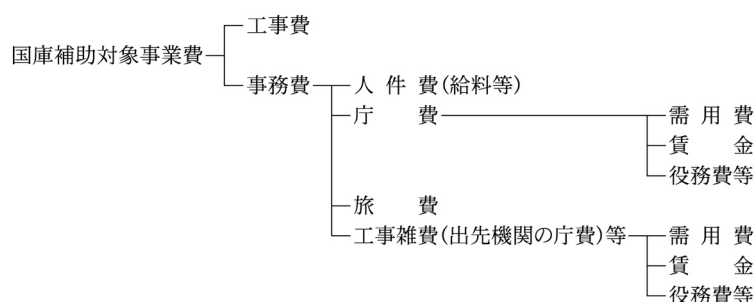 工事費
国庫補助対象事業費
事務費
人件費(給料等)
庁費
需用費
賃金
役務費等
旅費
工事雑費(出先機関の庁費)等
需用費
賃金
役務費等